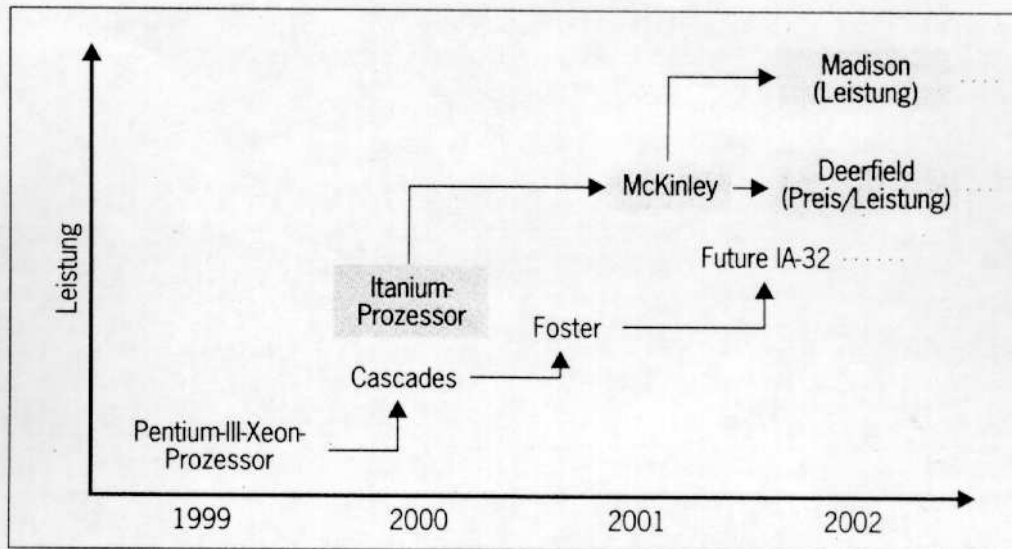 Leistung
Madison
(Leistung)
McKinley
Deerfield
(Preis/Leistung)
Future IA-32
Itanium-
Prozessor
Foster
Cascades
Pentium-III-Xeon-
Prozessor
1999 2000 2001 2002